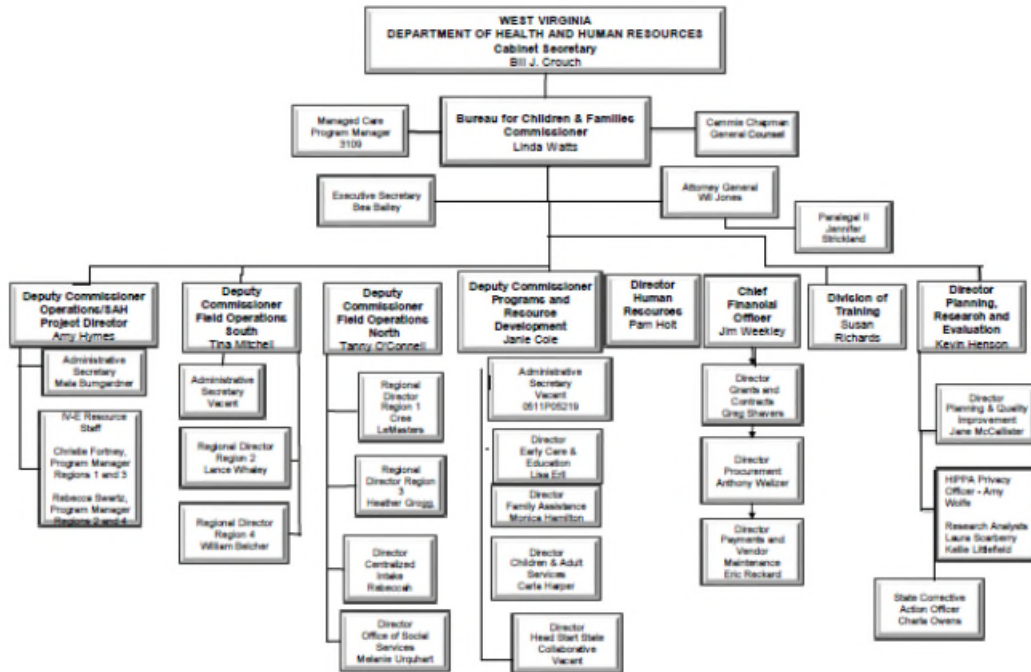 WEST VIRGINIA
DEPARTMENT OF HEALTH AND HUMAN RESOURCES
Cabinet Secretary
Bill J. Crouch
Managed Care
Program Manager
3109
Bureau for Children & Families
Commissioner
Linda Watts
Cammie Chapman
General Counsel
Executive Secretary
Bea Bailey
Attorney General
Wil Jones
Paralegal II
Jennifer
Strickland
Deputy Commissioner
Operations/SAH
Project Director
Amy Hymes
Administrative
Secretary
Mala Bumgardner
IV-E Resource
Staff
Christie Fortney,
Program Manager
Regions 1 and 3
Rebecca
Program Manager
Regions 2 and 4
Deputy
Commissioner
Field Operations
South
Tina Mitchell
Administrative
Secretary
Vacant
Regional Director
Region 2
Lance Whaley
Regional Director
Region 4
William Belcher
Deputy
Commissioner
Field Operations
North
Tanny O'Connell
Regional
Director
Region 1
Cree
LeMasters
Regional
Director Region
3
Heather Grogg
Director
Centralized
Intake
Rebeccah
Director
Office of Social
Services
Melanie Urquhart
Deputy Commissioner
Programs and
Resource
Development
Janie Cole
Administrative
Secretary
Vacant
0511P05219
Director
Early Care &
Education
Lisa Ertl
Director
Family Assistance
Monica Hamilton
Director
Children & Adult
Services
Carla Harper
Director
Head Start State
Collaborative
Vacant
Director
Human
Resources
Pam Holt
Chief
Financial
Officer
Jim Weekley
Director
Grants and
Contracts
Greg Shavers
Director
Procurement
Anthony
Director
Payments and
Vendor
Maintenance
Eric Reckard
Division of
Training
Susan
Richards
Director
Planning,
Research and
Evaluation
Kevin Henson
Director
Planning & Quality
Improvement
Jane McCallister
HIPPA Privacy
Officer - Amy
Wolfe
Research Analysts
Laura Scarberry
Kellie Littlefield
State Corrective
Action Officer
Charla Owens